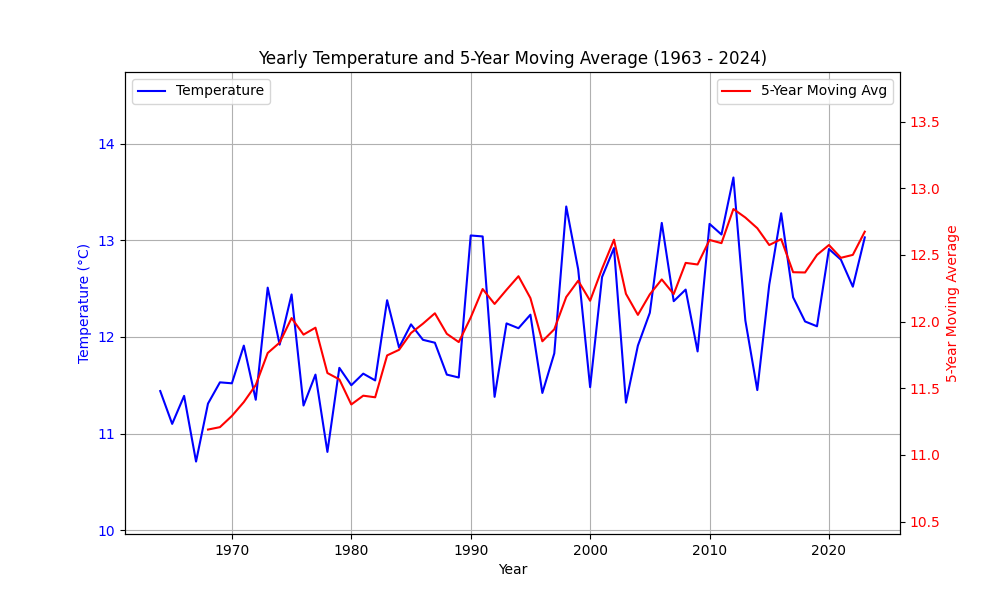 Yearly Temperature and 5-Year Moving Average (1963 - 2024)
Temperature
5-Year Moving Avg
14
13
12
11
10
Temperature (°C)
13.5
13.0
12.5
12.0
11.5
11.0
10.5
5-Year Moving Average
1970 1980 1990 2000 2010 2020
Year